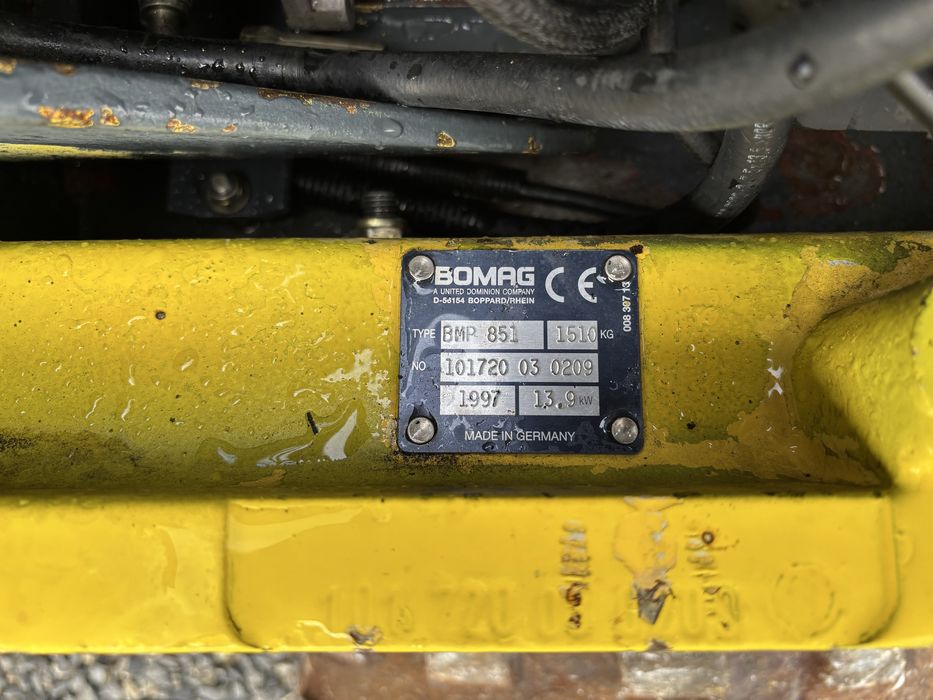 BOMAG CE
A UNITED DOMINION COMPANY
D-56154 BOPPARD/RHEIN
TYPE BMP 851 1510 KG
NO 101720 03 0209
1997 13.9 kW
MADE IN GERMANY
008 397 13